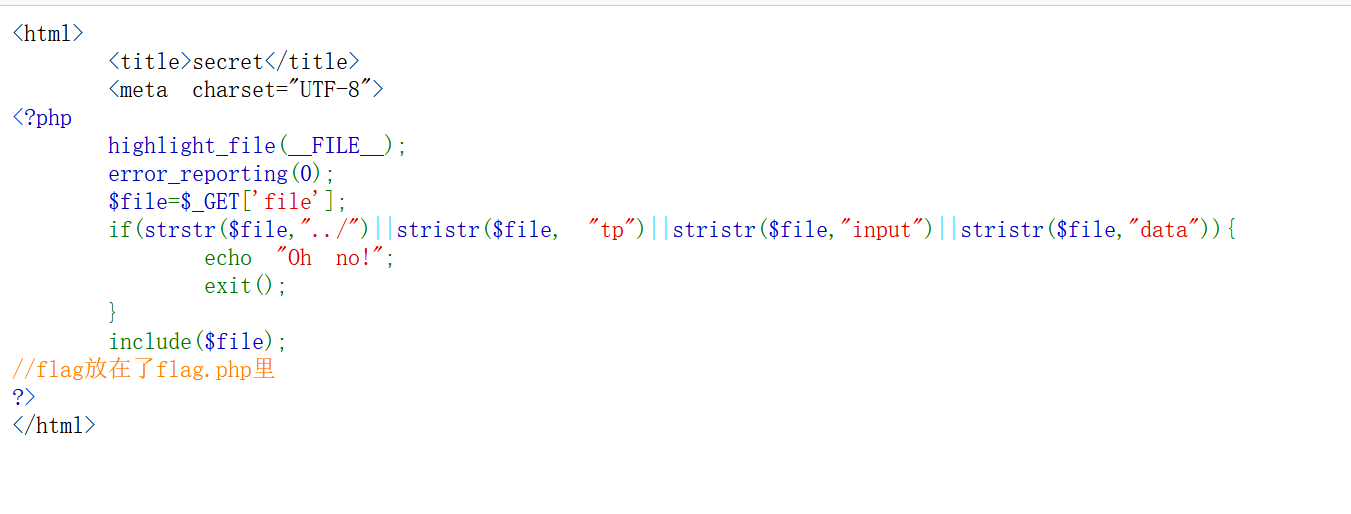 <html>
<title>secret</title>
<meta charset="UTF-8">
<?php
highlight_file(__FILE__);
error_reporting(0);
$file=$_GET['file'];
if(strstr($file,"../")||stristr($file, "tp")||stristr($file,"input")||stristr($file,"data")){
echo "Oh no!";
exit();
}
include($file);
//flag放在了flag.php里
?>
</html>